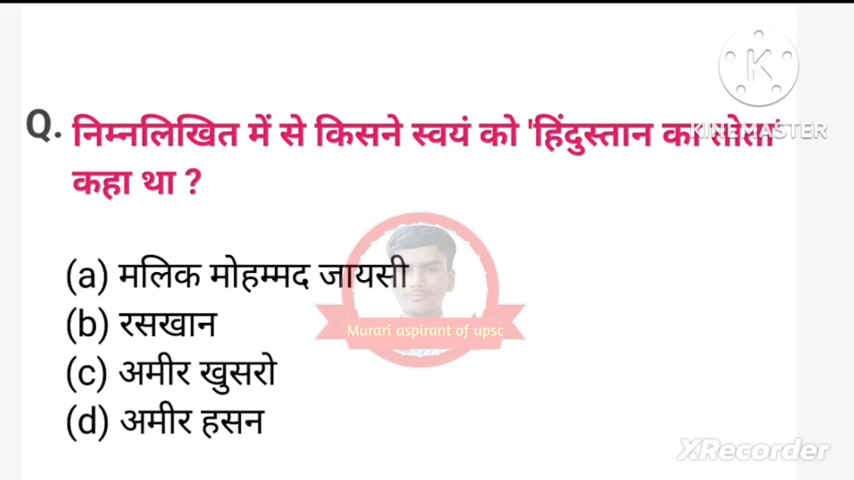 K
Q. निम्नलिखित में से किसने स्वयं को 'हिंदुस्तान का तोता'
KINEMASTER
कहा था ?
(a) मलिक मोहम्मद जायसी
(b) रसखान
Murari aspirant of upsc
(c) अमीर खुसरो
(d) अमीर हसन
XRecorder